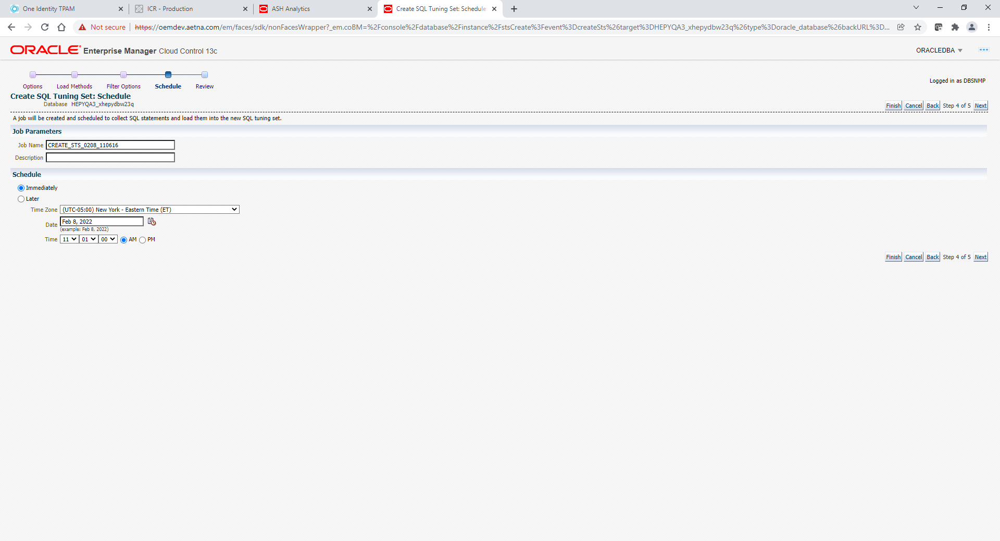 One Identity TPAM
ICR - Production
ASH Analytics
Create SQL Tuning Set: Schedule
Not secure
https://oemdev.aetna.com/em/faces/sdk/nonFacesWrapper?_em.coBM=%2Fconsole%2Fdatabase%2Finstance%2FstsCreate%3Fevent%3DcreateSts%26target%3DHEPYQA3_xhepydbw23q%26type%3Doracle_database%26backURL%3D...
ORACLE Enterprise Manager Cloud Control 13c
ORACLEDBA
Options Load Methods Filter Options Schedule Review
Logged in as DBSNMP
Create SQL Tuning Set: Schedule
Database HEPYQA3_xhepydbw23q
Finish Cancel Back Step 4 of 5 Next
A job will be created and scheduled to collect SQL statements and load them into the new SQL tuning set.
Job Parameters
Job Name CREATE_STS_0208_110616
Description
Schedule
Immediately
Later
Time Zone (UTC-05:00) New York - Eastern Time (ET)
Date Feb 8, 2022
(example: Feb 8, 2022)
Time 11 01 00 AM PM
Finish Cancel Back Step 4 of 5 Next